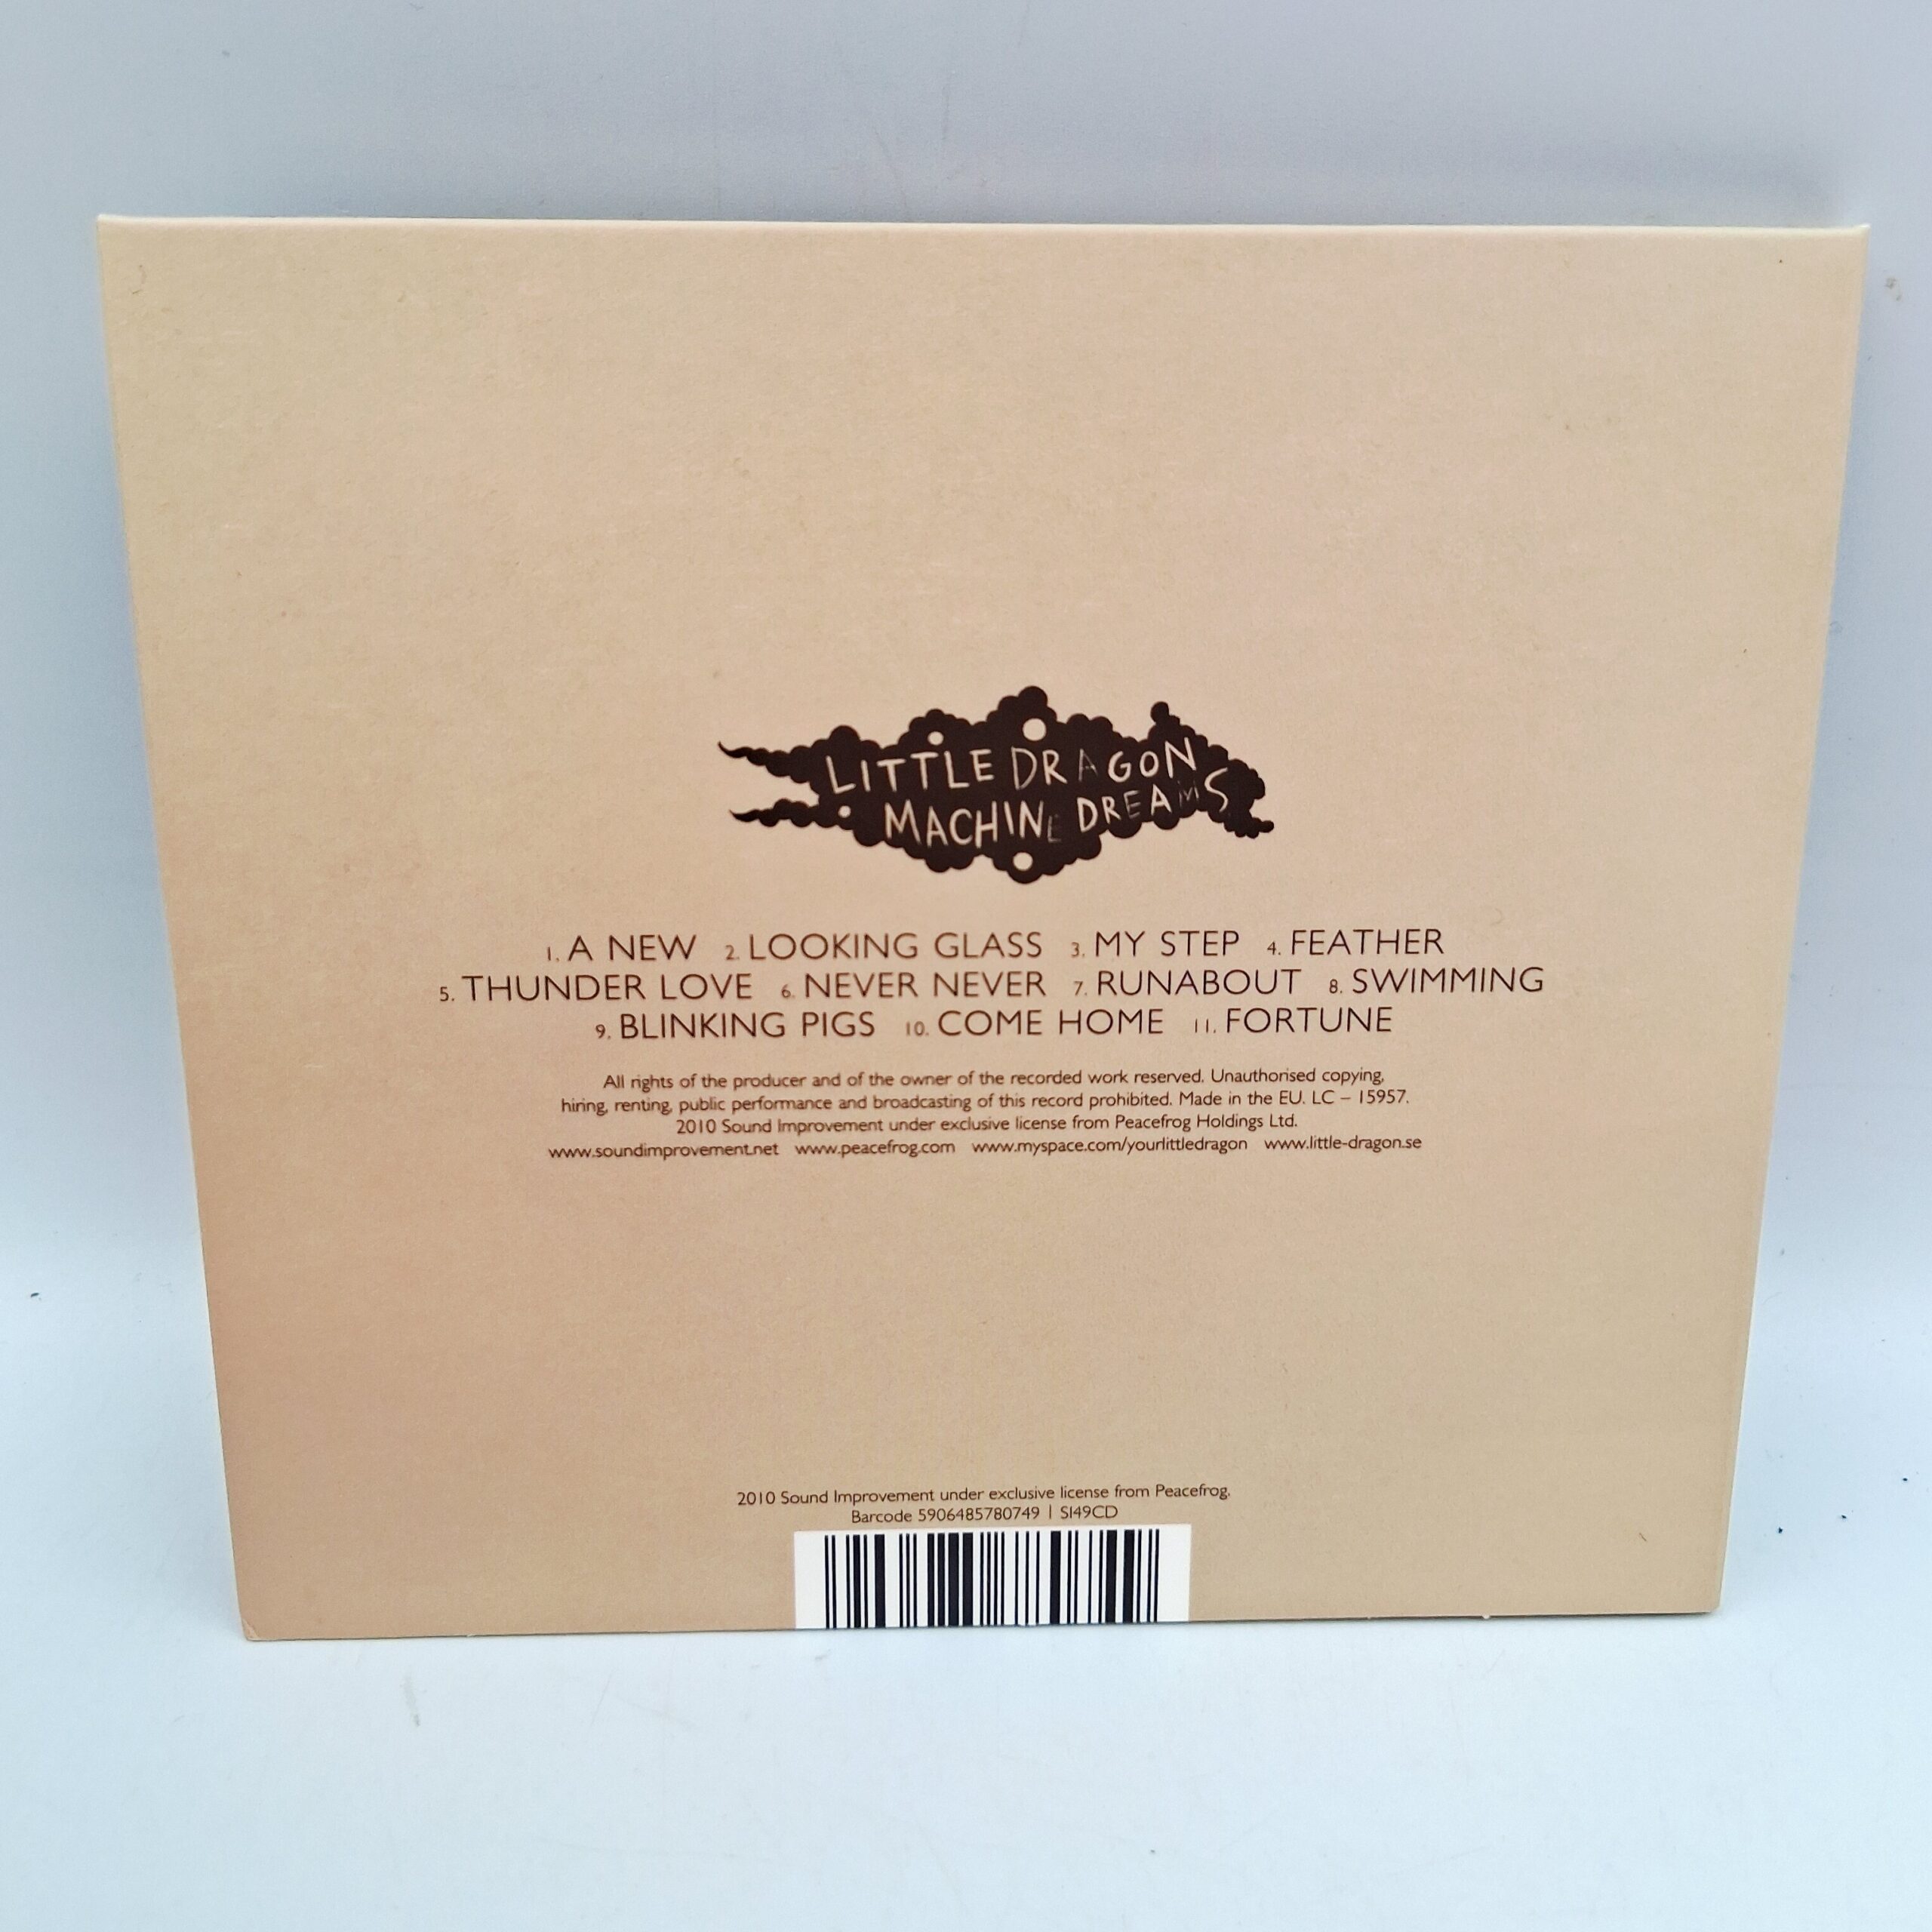 LITTLE DRAGON
MACHINE DREAMS
1. A NEW 2. LOOKING GLASS 3. MY STEP 4. FEATHER
5. THUNDER LOVE 6. NEVER NEVER 7. RUNABOUT 8. SWIMMING
9. BLINKING PIGS 10. COME HOME 11. FORTUNE
All rights of the producer and of the owner of the recorded work reserved. Unauthorised copying,
hiring, renting, public performance and broadcasting of this record prohibited. Made in the EU. LC – 15957.
2010 Sound Improvement under exclusive license from Peacefrog Holdings Ltd.
www.soundimprovement.net www.peacefrog.com www.myspace.com/yourlittledragon www.little-dragon.se
2010 Sound Improvement under exclusive license from Peacefrog.
Barcode 5906485780749 | SI49CD